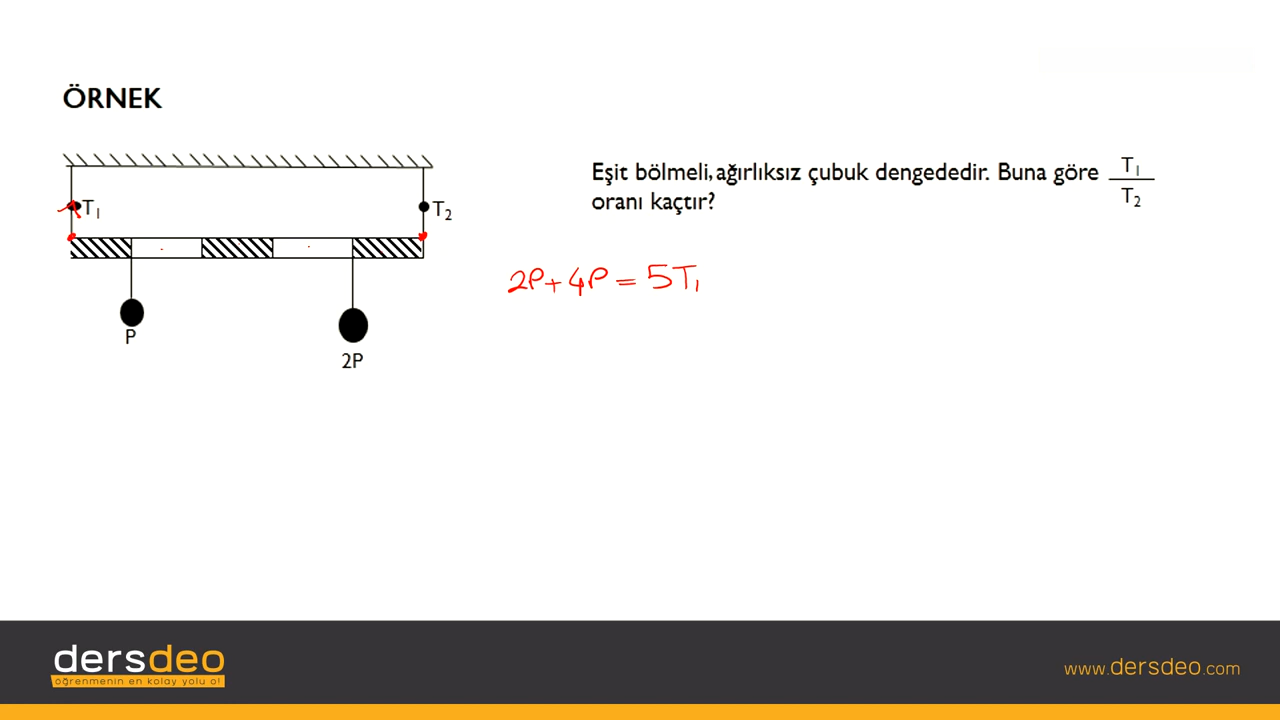 ÖRNEK
T₁
T₂
P
2P
Eşit bölmeli, ağırlıksız çubuk dengededir. Buna göre T₁/T₂
oranı kaçtır?
2P+4P=5T₁
dersdeo
öğrenmenin en kolay yolu o!
www.dersdeo.com